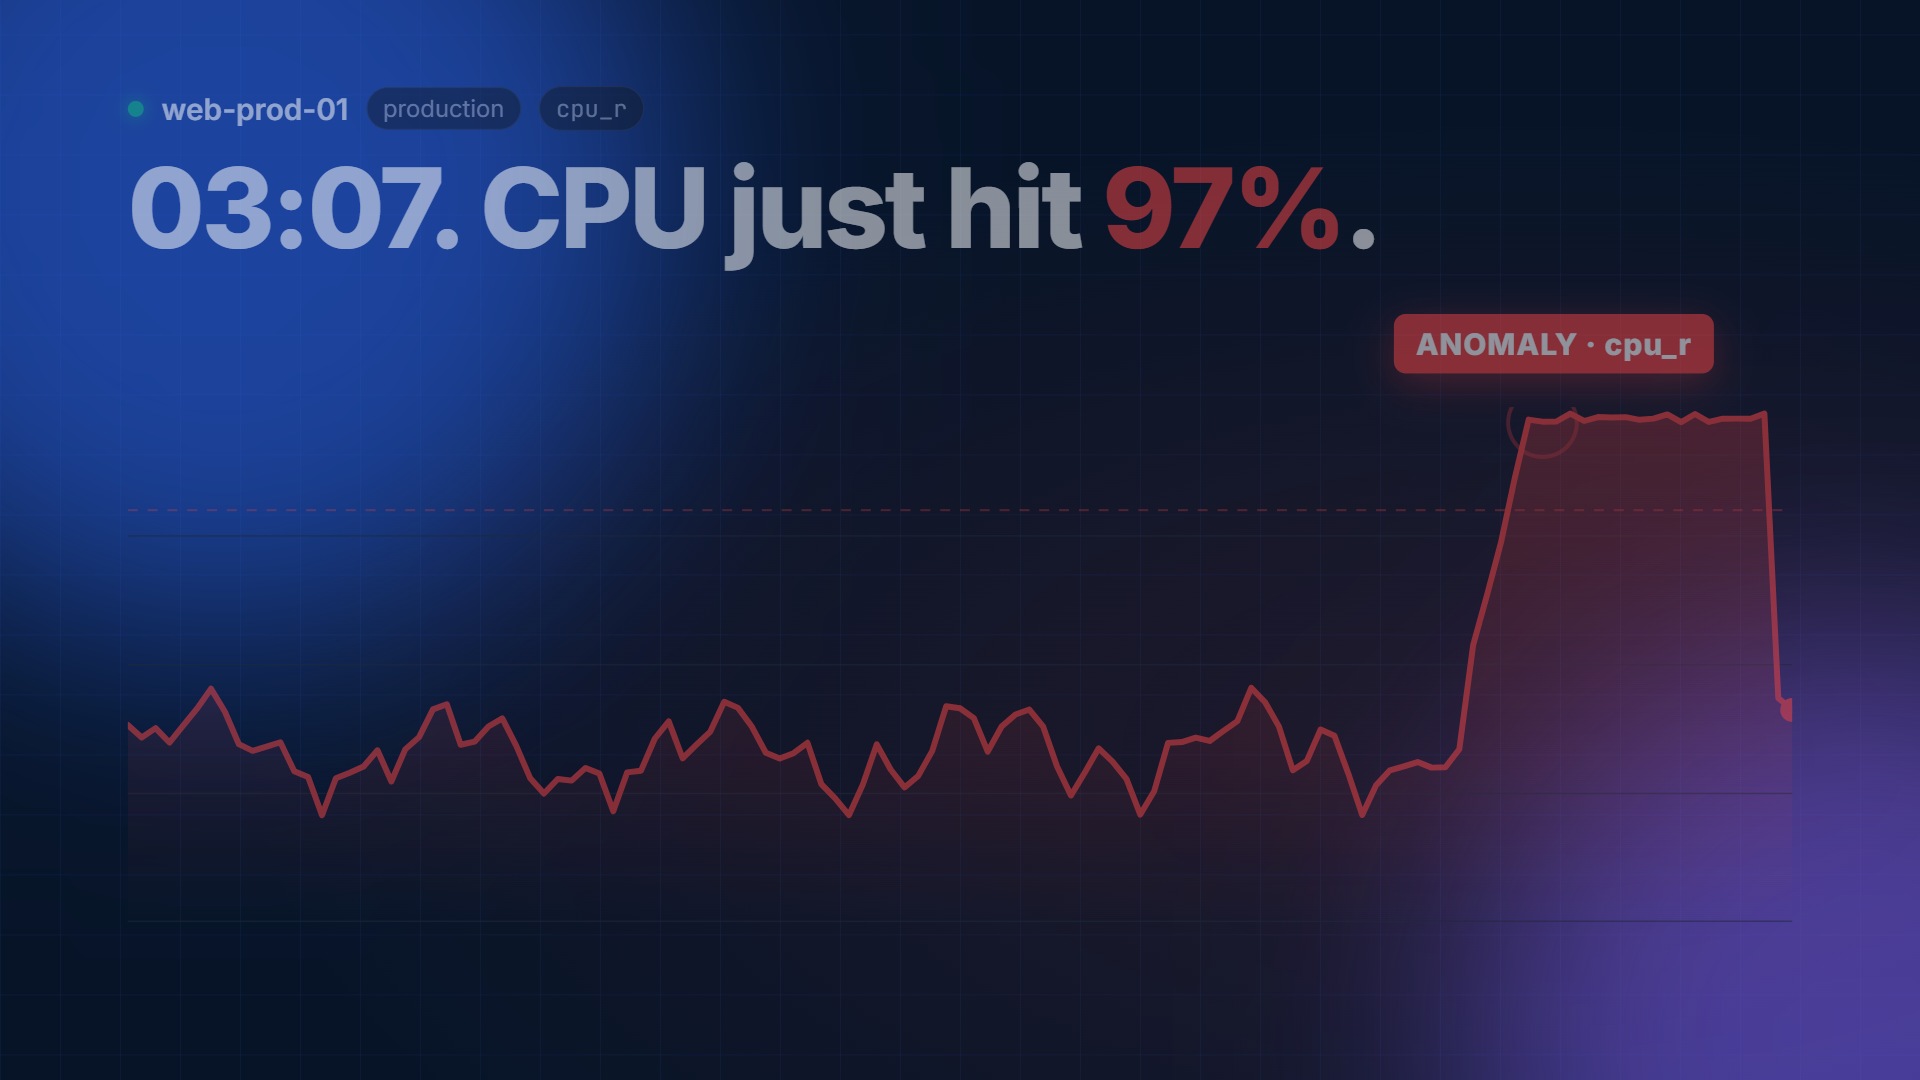 web-prod-01 production cpu_r
03:07. CPU just hit 97%.
ANOMALY · cpu_r